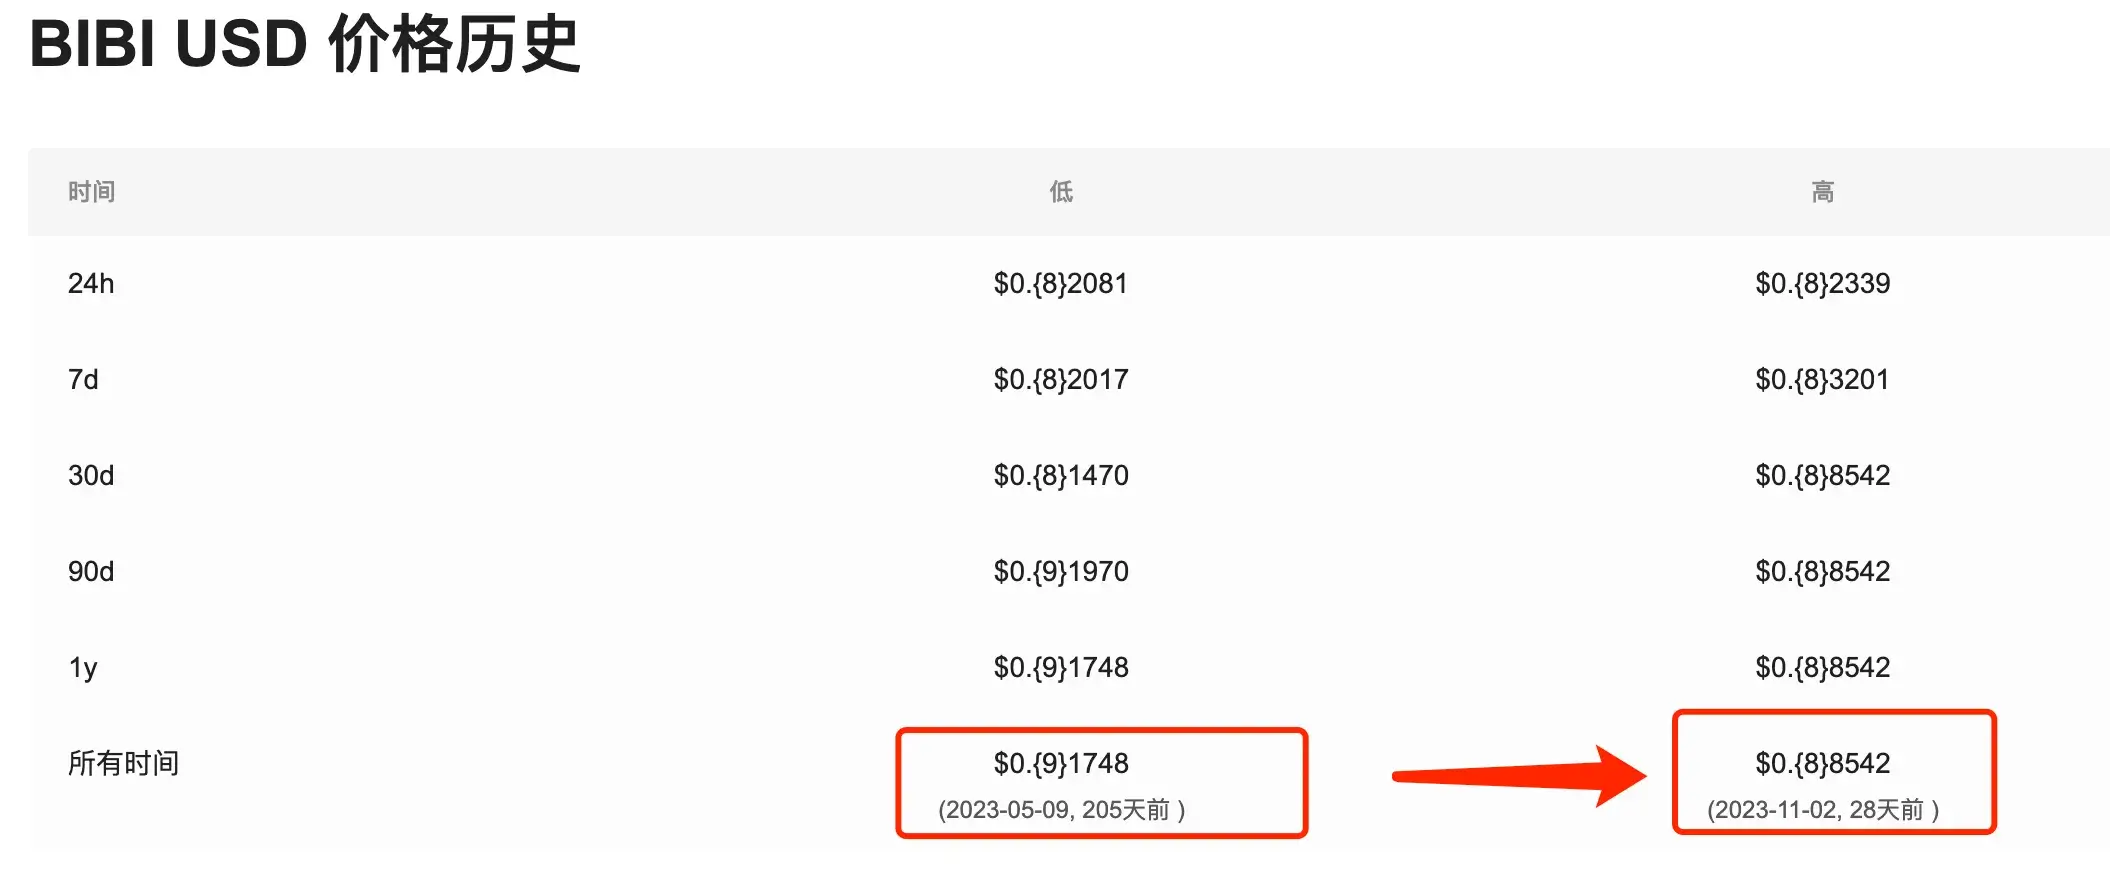 BIBI USD 价格历史
时间 低 高
24h $0.{8}2081 $0.{8}2339
7d $0.{8}2017 $0.{8}3201
30d $0.{8}1470 $0.{8}8542
90d $0.{9}1970 $0.{8}8542
1y $0.{9}1748 $0.{8}8542
所有时间 $0.{9}1748 $0.{8}8542
(2023-05-09, 205天前 ) (2023-11-02, 28天前 )